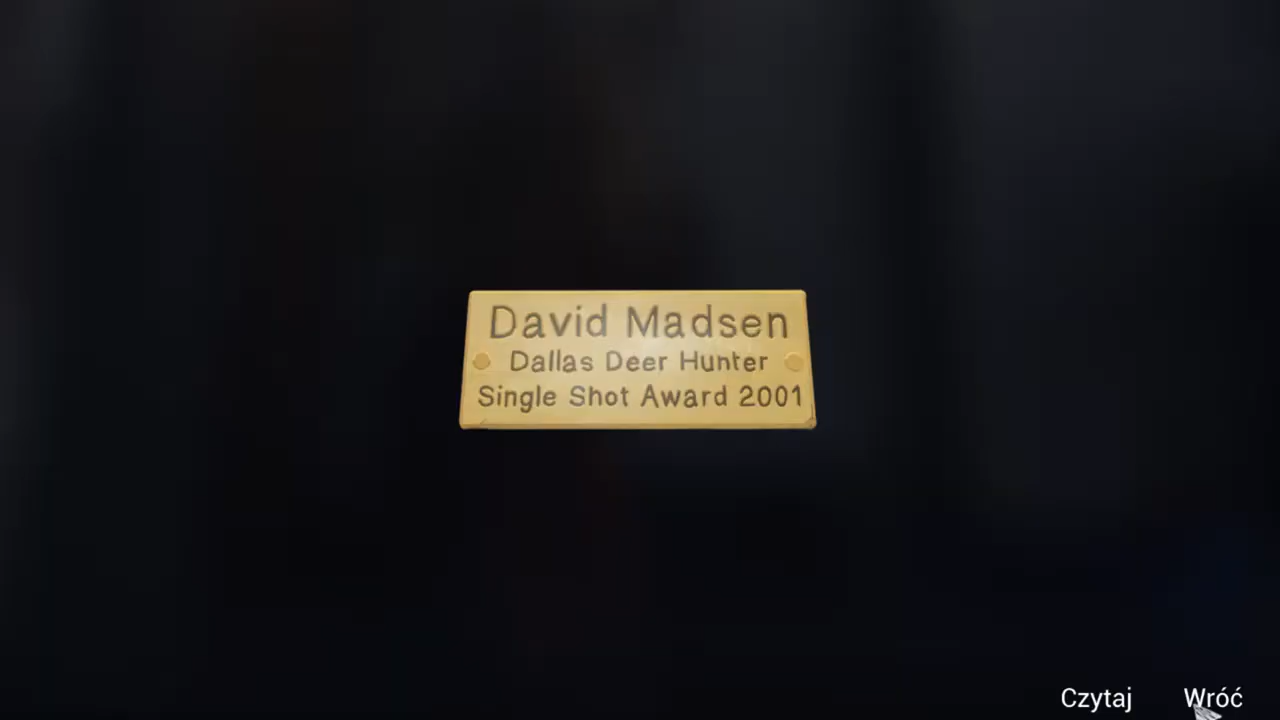 David Madsen
Dallas Deer Hunter
Single Shot Award 2001
Czytaj Wróć